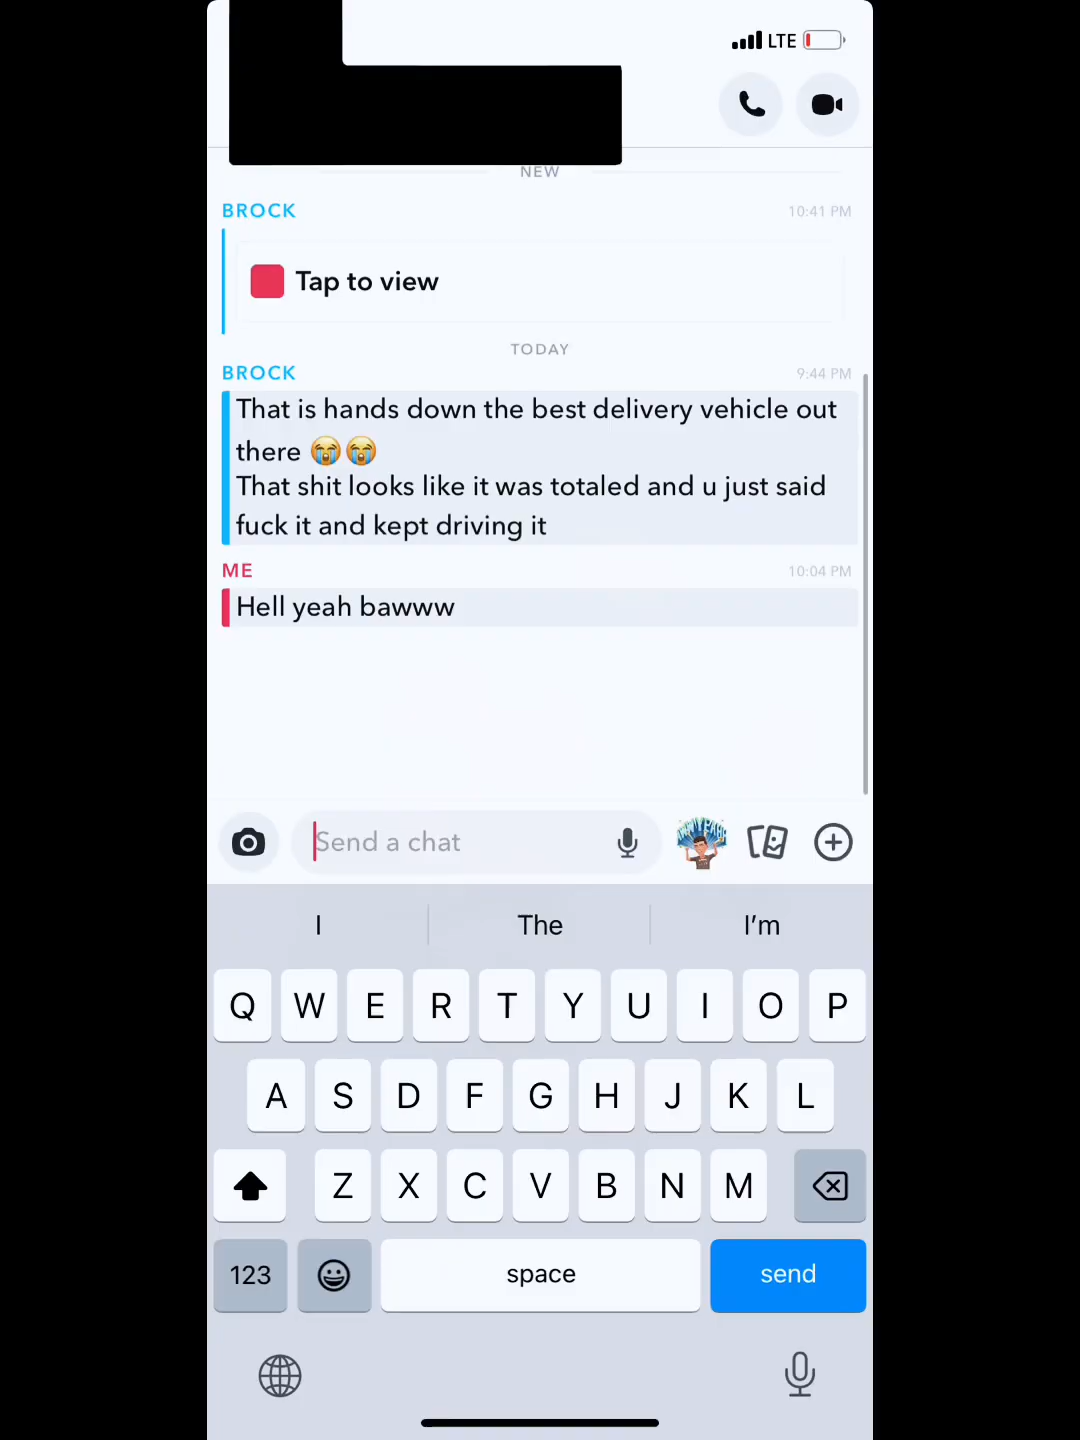 LTE
NEW
BROCK
10:41 PM
Tap to view
TODAY
BROCK
9:44 PM
That is hands down the best delivery vehicle out
there 😭😭
That shit looks like it was totaled and u just said
fuck it and kept driving it
ME
10:04 PM
Hell yeah bawww
Send a chat
I
The
I’m
Q W E R T Y U I O P
A S D F G H J K L
Z X C V B N M
123
space
send